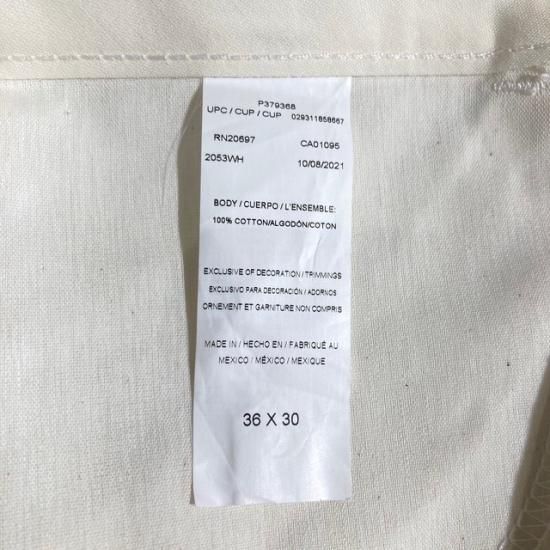 P379368
UPC / CUP / CUP 029311858667
RN20697 CA01095
2053WH 10/08/2021
BODY / CUERPO / L'ENSEMBLE:
100% COTTON/ALGODÓN/COTON
EXCLUSIVE OF DECORATION / TRIMMINGS
EXCLUSIVO PARA DECORACIÓN / ADORNOS
ORNEMENT ET GARNITURE NON COMPRIS
MADE IN / HECHO EN / FABRIQUÉ AU
MEXICO / MÉXICO / MEXIQUE
36 X 30